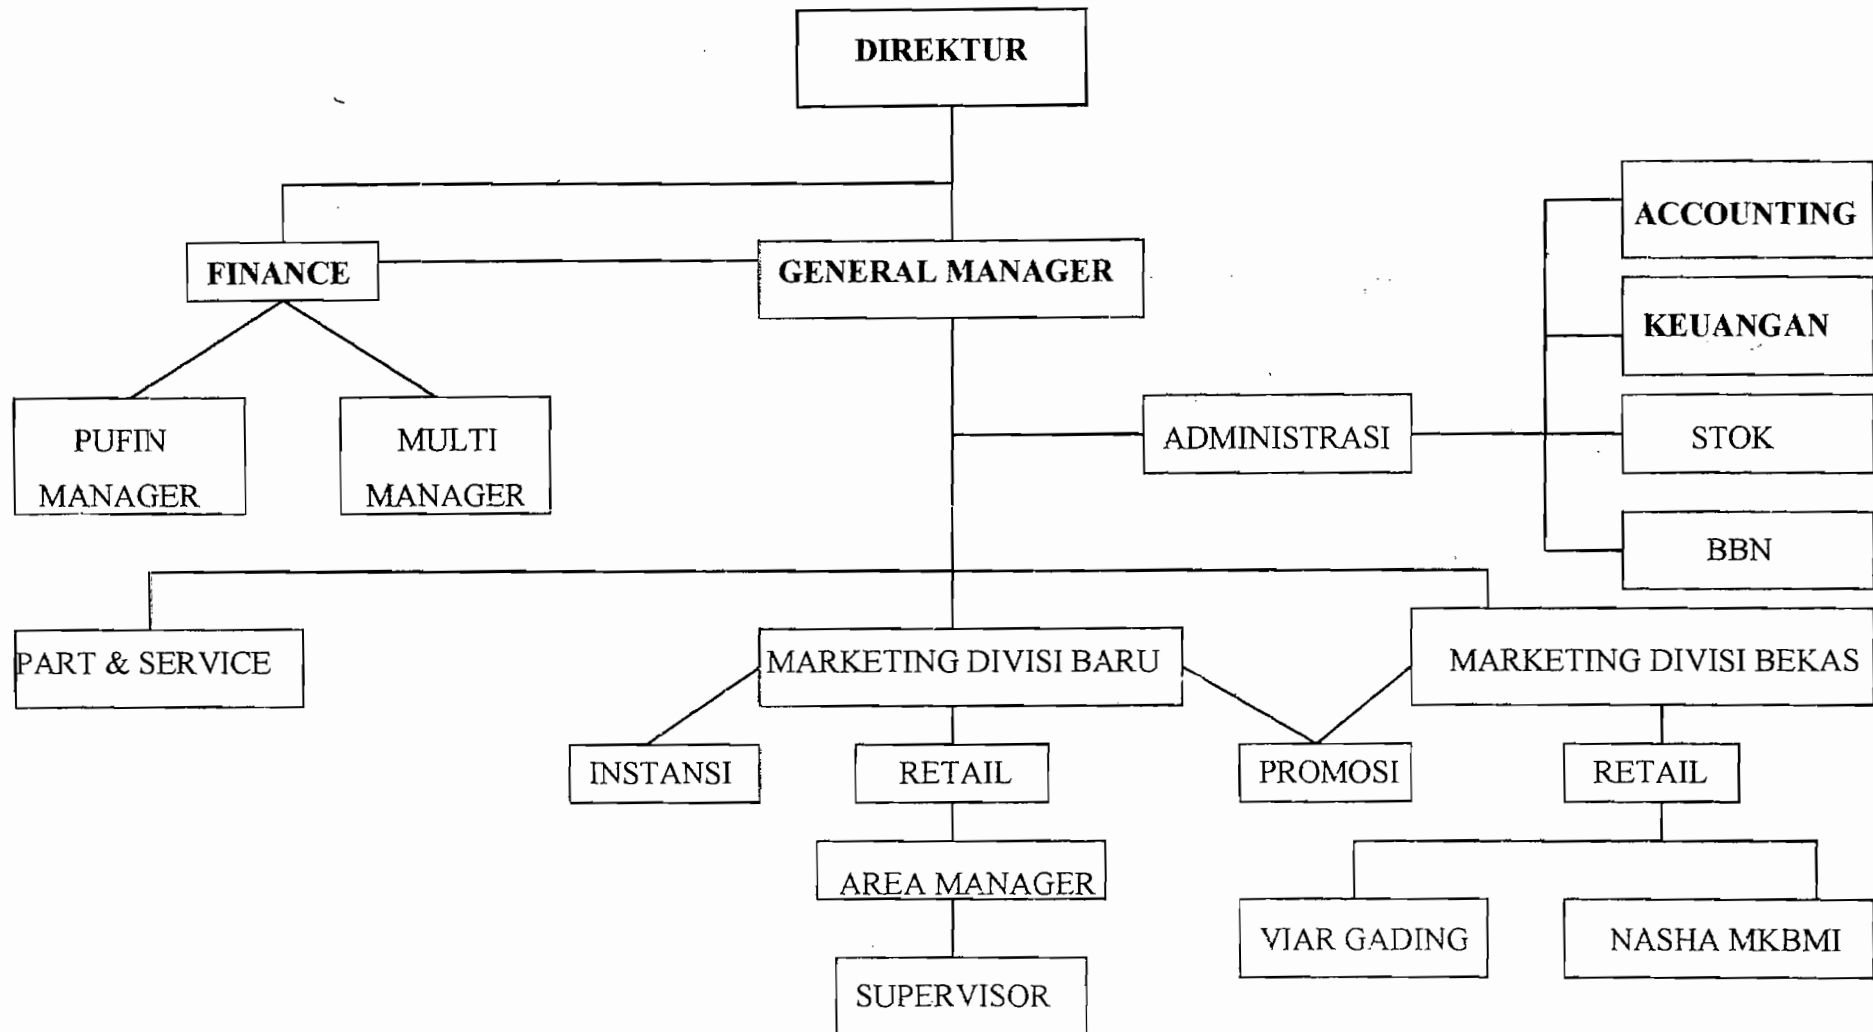 DIREKTUR
ACCOUNTING
FINANCE
GENERAL MANAGER
KEUANGAN
PUFIN
MANAGER
MULTI
MANAGER
ADMINISTRASI
STOK
BBN
PART & SERVICE
MARKETING DIVISI BARU
MARKETING DIVISI BEKAS
INSTANSI
RETAIL
PROMOSI
RETAIL
AREA MANAGER
VIAR GADING
NASHA MKBMI
SUPERVISOR